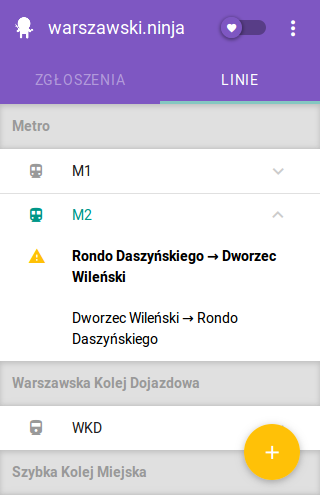 warszawski.ninja
ZGŁOSZENIA
LINIE
Metro
M1
M2
Rondo Daszyńskiego → Dworzec
Wileński
Dworzec Wileński → Rondo
Daszyńskiego
Warszawska Kolej Dojazdowa
WKD
Szybka Kolej Miejska